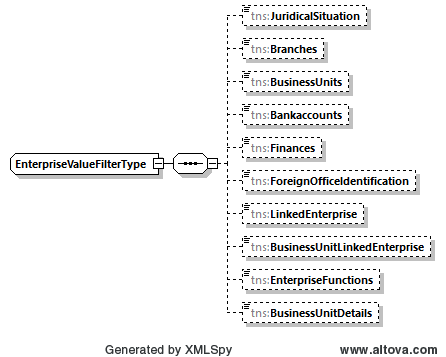 tns:JuridicalSituation
tns:Branches
tns:BusinessUnits
tns:Bankaccounts
tns:Finances
EnterpriseValueFilterType
tns:ForeignOfficeIdentification
tns:LinkedEnterprise
tns:BusinessUnitLinkedEnterprise
tns:EnterpriseFunctions
tns:BusinessUnitDetails
Generated by XMLSpy www.altova.com